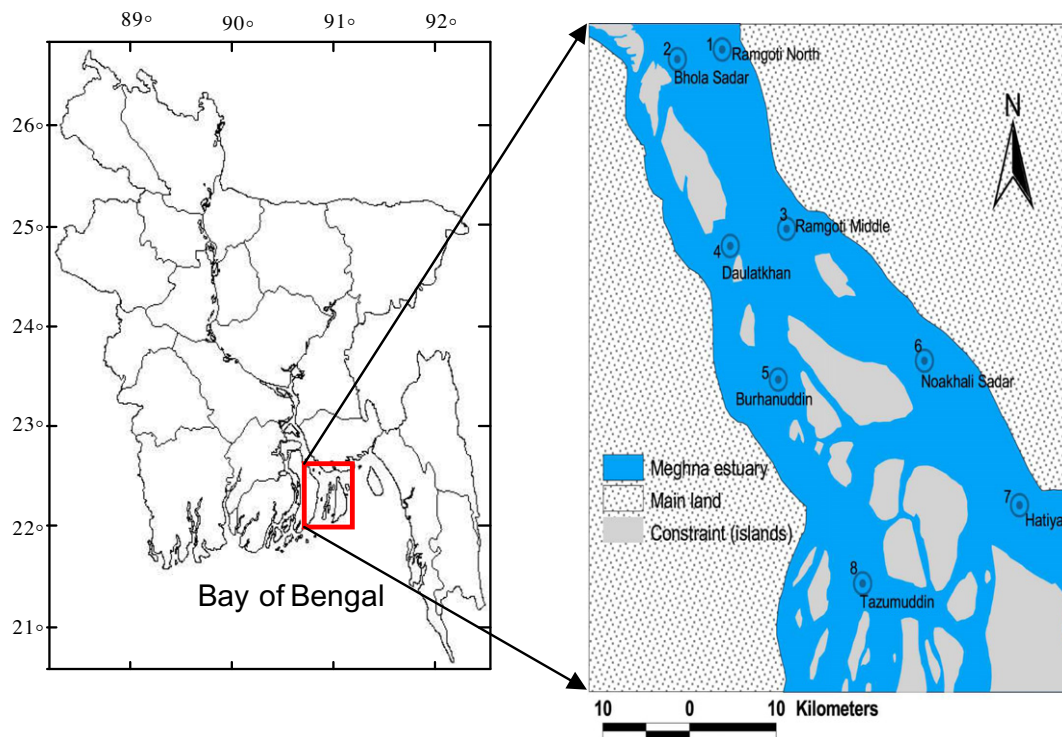 89° 90° 91° 92°
26°
25°
24°
23°
22°
21°
Bay of Bengal
N
1
Ramgoti North
2
Bhola Sadar
3
Ramgoti Middle
4
Daulatkhan
5
Burhanuddin
6
Noakhali Sadar
7
Hatiya
8
Tazumuddin
Meghna estuary
Main land
Constraint (islands)
10 0 10 Kilometers